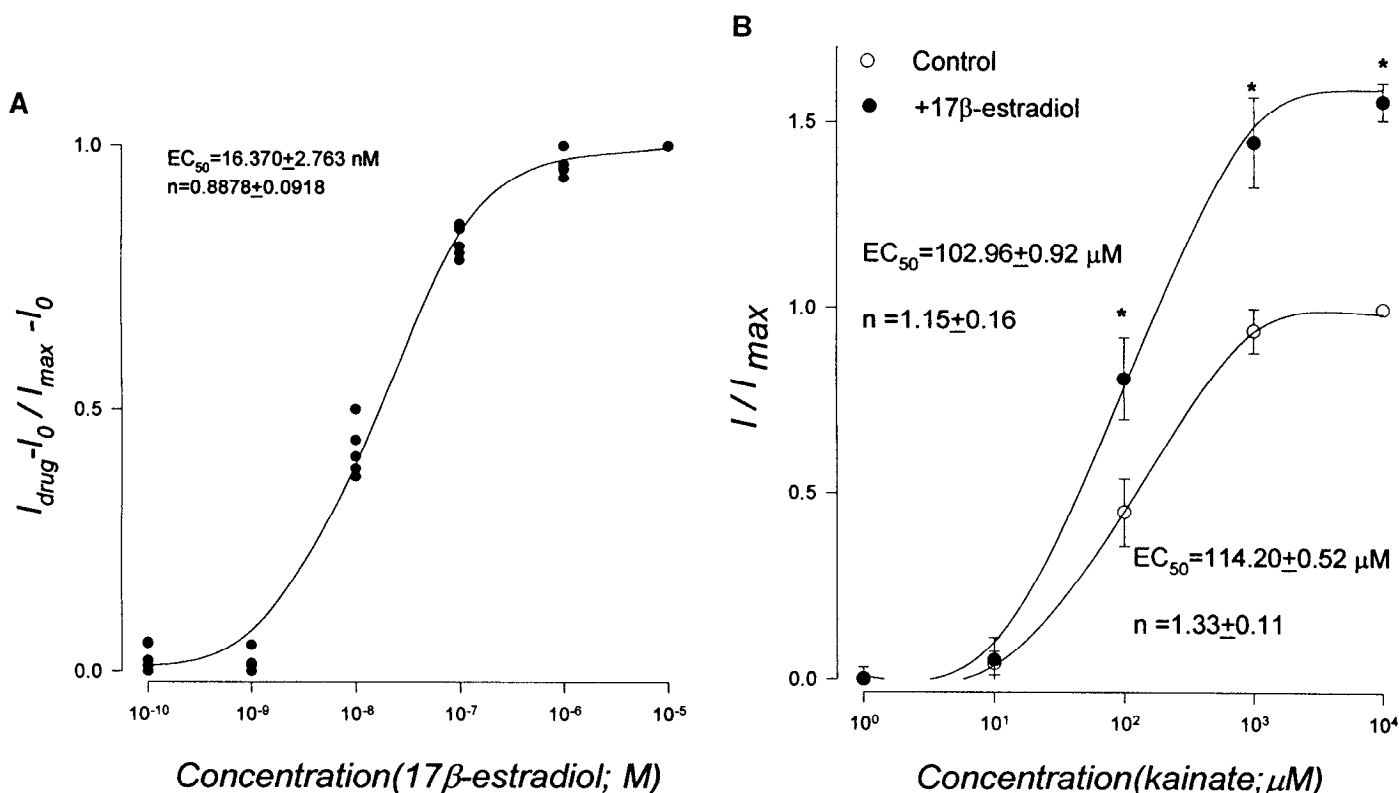 A
EC50=16.370±2.763 nM
n=0.8878±0.0918
1.0
0.5
0.0
Idrug-I0 / Imax -I0
10-10
10-9
10-8
10-7
10-6
10-5
Concentration(17β-estradiol; M)
B
Control
+17β-estradiol
*
*
*
1.5
1.0
0.5
0.0
I / I max
EC50=102.96±0.92 μM
n =1.15±0.16
EC50=114.20±0.52 μM
n =1.33±0.11
100
101
102
103
104
Concentration(kainate; μM)